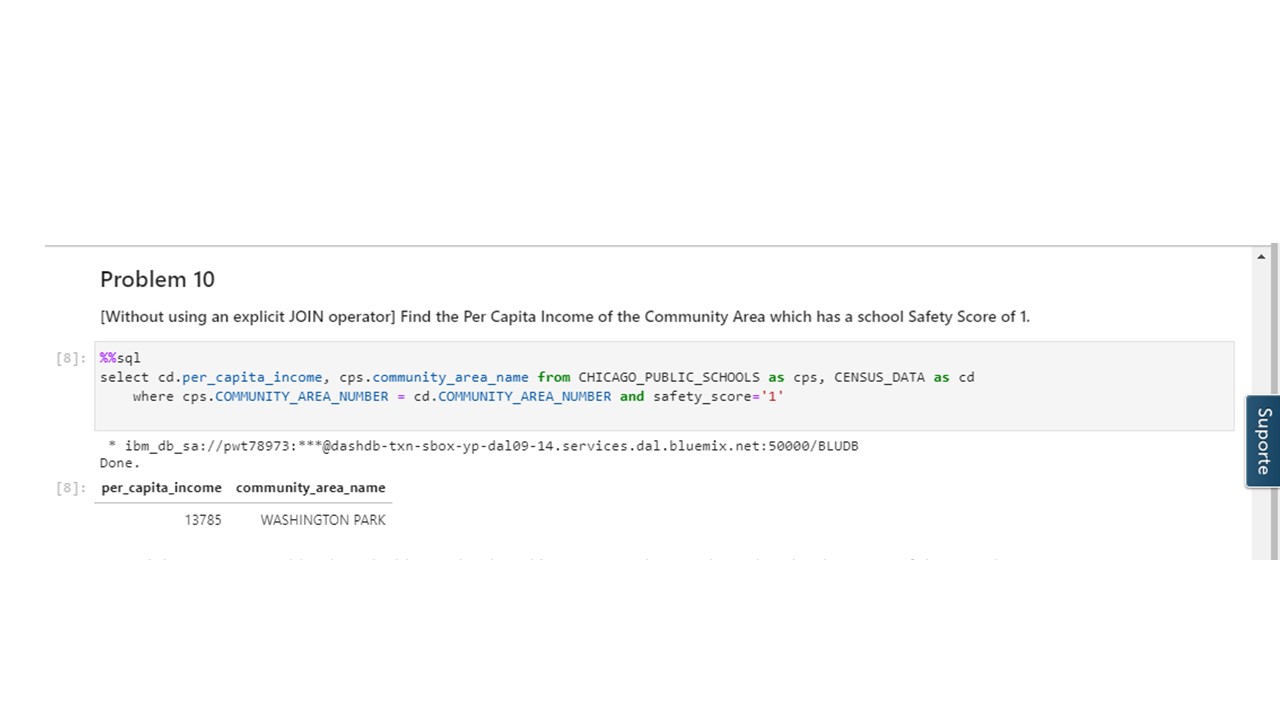 Problem 10
[Without using an explicit JOIN operator] Find the Per Capita Income of the Community Area which has a school Safety Score of 1.
[8]: %%sql
select cd.per_capita_income, cps.community_area_name from CHICAGO_PUBLIC_SCHOOLS as cps, CENSUS_DATA as cd
where cps.COMMUNITY_AREA_NUMBER = cd.COMMUNITY_AREA_NUMBER and safety_score='1'
* ibm_db_sa://pwt78973:***@dashdb-txn-sbox-yp-dal09-14.services.dal.bluemix.net:50000/BLUDB
Done.
[8]: per_capita_income community_area_name
13785 WASHINGTON PARK
Suporte